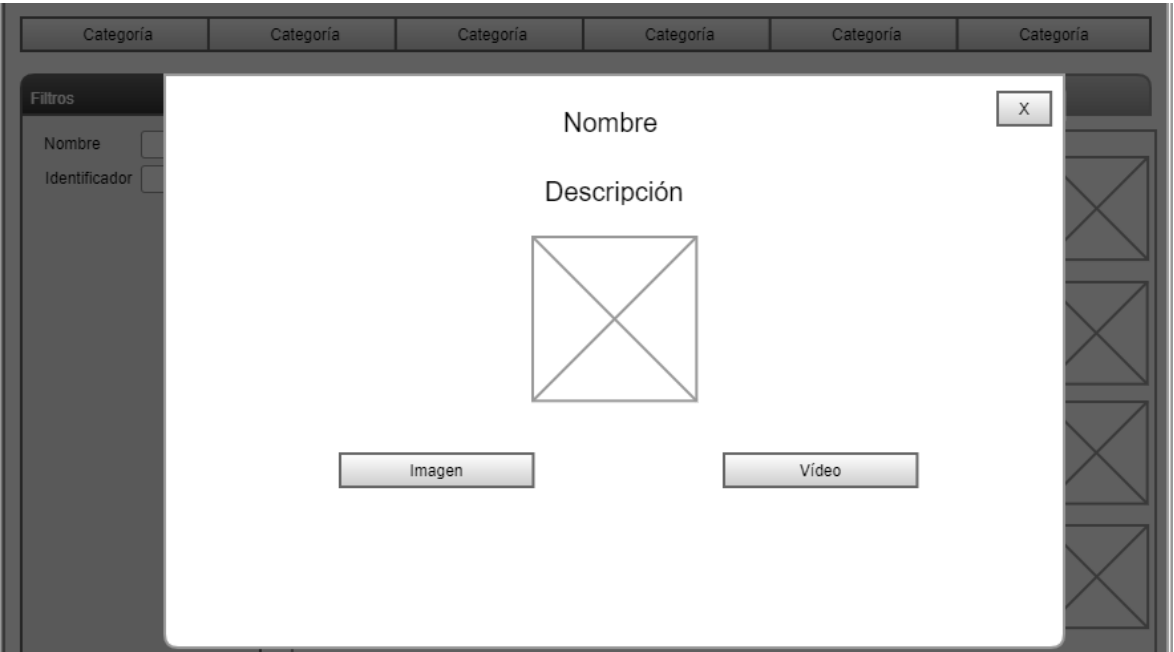 Categoría Categoría Categoría Categoría Categoría Categoría
Filtros
Nombre
Identificador
X
Nombre
Descripción
Imagen Vídeo